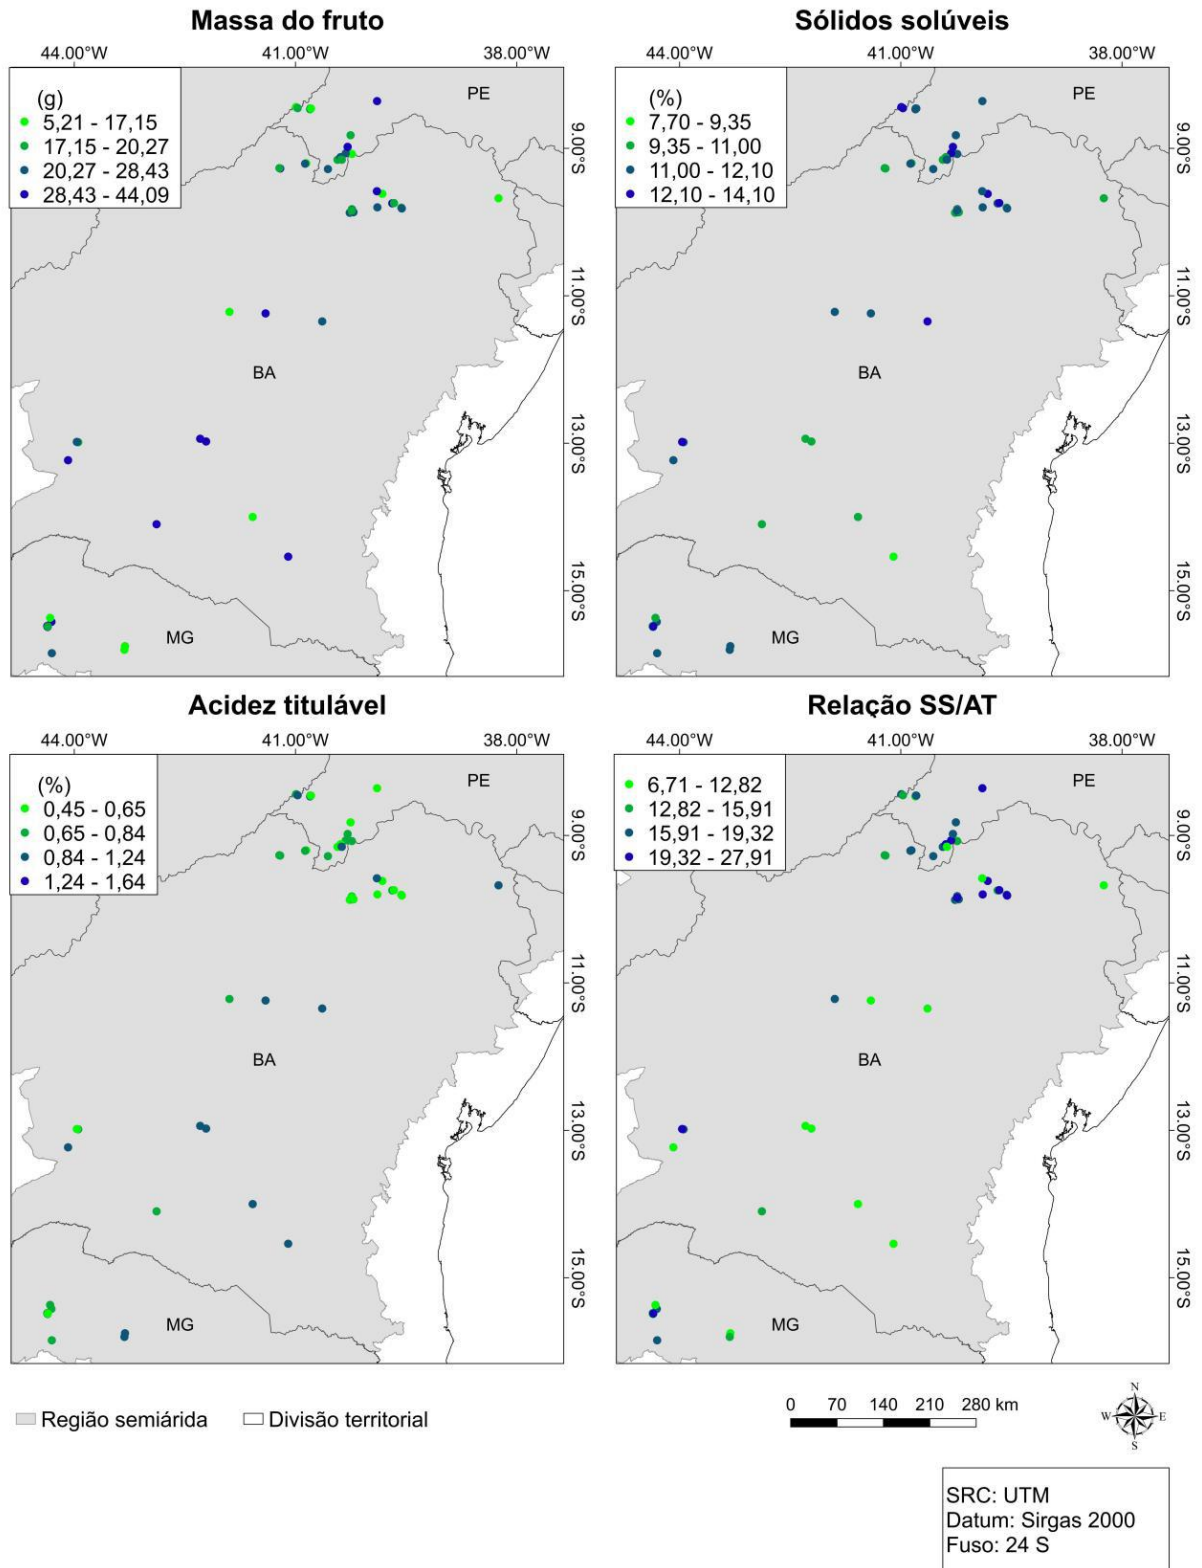 Massa do fruto
44.00°W 41.00°W 38.00°W
(g)
5,21 - 17,15
17,15 - 20,27
20,27 - 28,43
28,43 - 44,09
PE
BA
MG
9.00°S
11.00°S
13.00°S
15.00°S
Sólidos solúveis
44.00°W 41.00°W 38.00°W
(%)
7,70 - 9,35
9,35 - 11,00
11,00 - 12,10
12,10 - 14,10
PE
BA
MG
9.00°S
11.00°S
13.00°S
15.00°S
Acidez titulável
44.00°W 41.00°W 38.00°W
(%)
0,45 - 0,65
0,65 - 0,84
0,84 - 1,24
1,24 - 1,64
PE
BA
MG
9.00°S
11.00°S
13.00°S
15.00°S
Relação SS/AT
44.00°W 41.00°W 38.00°W
6,71 - 12,82
12,82 - 15,91
15,91 - 19,32
19,32 - 27,91
PE
BA
MG
9.00°S
11.00°S
13.00°S
15.00°S
Região semiárida Divisão territorial
0 70 140 210 280 km
N
W E
S
SRC: UTM
Datum: Sirgas 2000
Fuso: 24 S